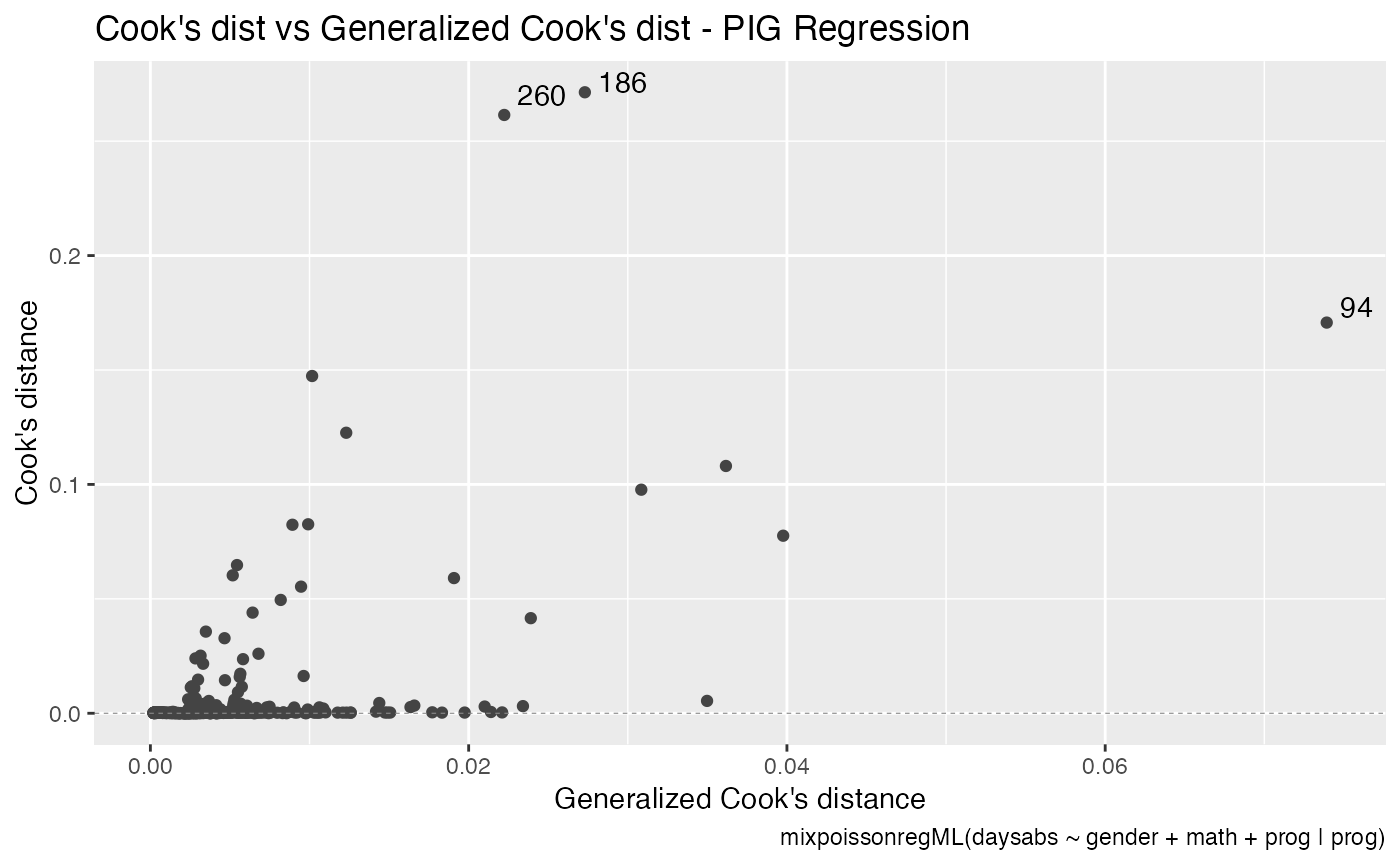 Cook's dist vs Generalized Cook's dist - PIG Regression
260
186
94
Cook's distance
0.2
0.1
0.0
0.00 0.02 0.04 0.06
Generalized Cook's distance
mixpoissonregML(daysabs ~ gender + math + prog | prog)